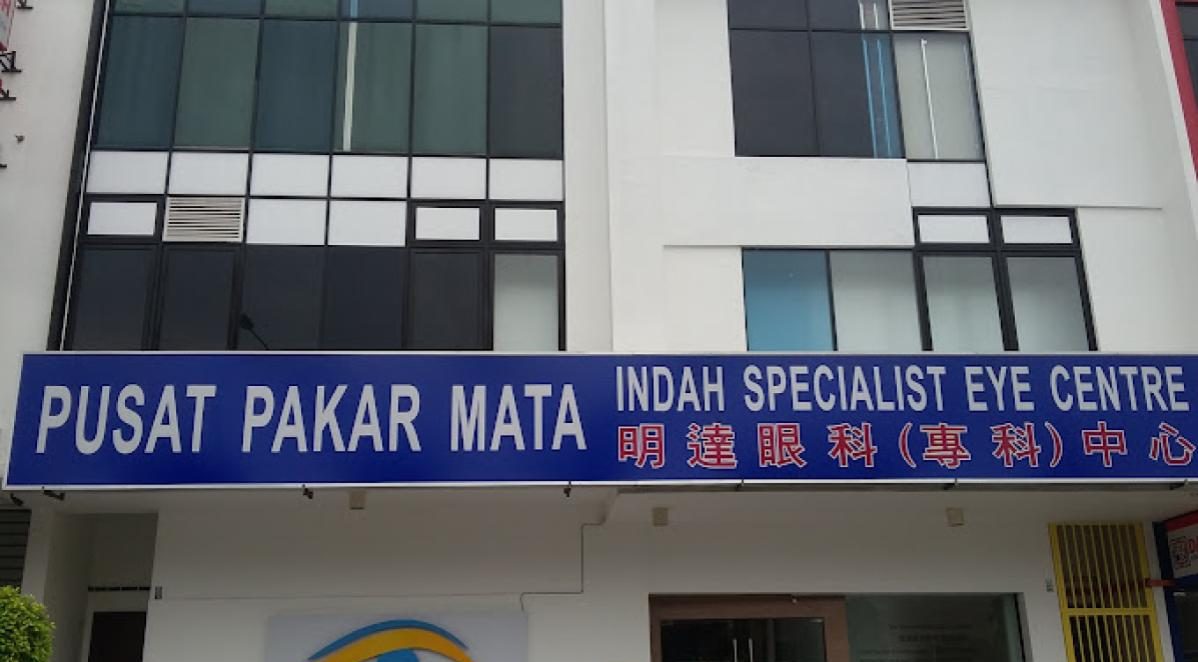 PUSAT PAKAR MATA
INDAH SPECIALIST EYE CENTRE
明達眼科(專科)中心